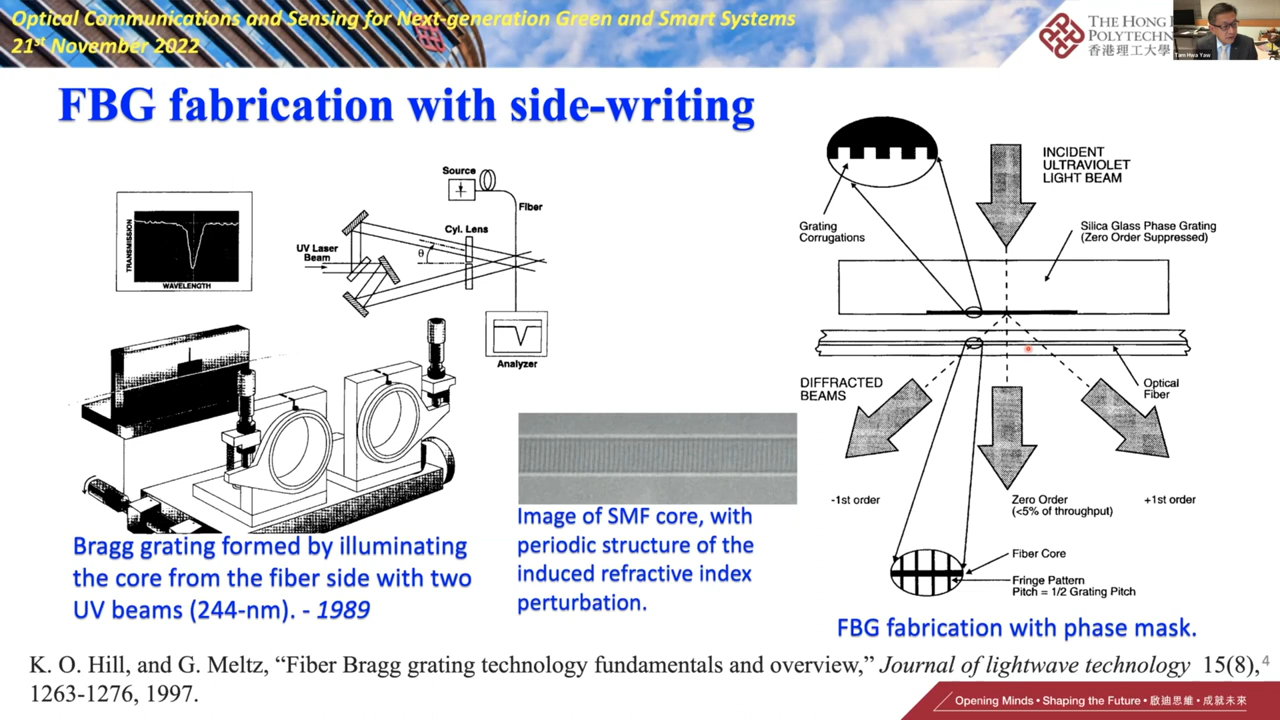 Optical Communications and Sensing for Next-generation Green and Smart Systems
21st November 2022
THE HONG
POLYTECHN
香港理工大學
Tam Hwa Yaw
FBG fabrication with side-writing
TRANSMISSION
WAVELENGTH
Source
Fiber
Cyl. Lens
UV Laser
Beam
θ
Analyzer
Bragg grating formed by illuminating
the core from the fiber side with two
UV beams (244-nm). - 1989
Image of SMF core, with
periodic structure of the
induced refractive index
perturbation.
INCIDENT
ULTRAVIOLET
LIGHT BEAM
Grating
Corrugations
Silica Glass Phase Grating
(Zero Order Suppressed)
DIFFRACTED
BEAMS
Optical
Fiber
-1st order
Zero Order
(<5% of throughput)
+1st order
Fiber Core
Fringe Pattern
Pitch = 1/2 Grating Pitch
FBG fabrication with phase mask.
K. O. Hill, and G. Meltz, “Fiber Bragg grating technology fundamentals and overview,” Journal of lightwave technology 15(8),
1263-1276, 1997.
4
Opening Minds • Shaping the Future • 啟迪思維 • 成就未來